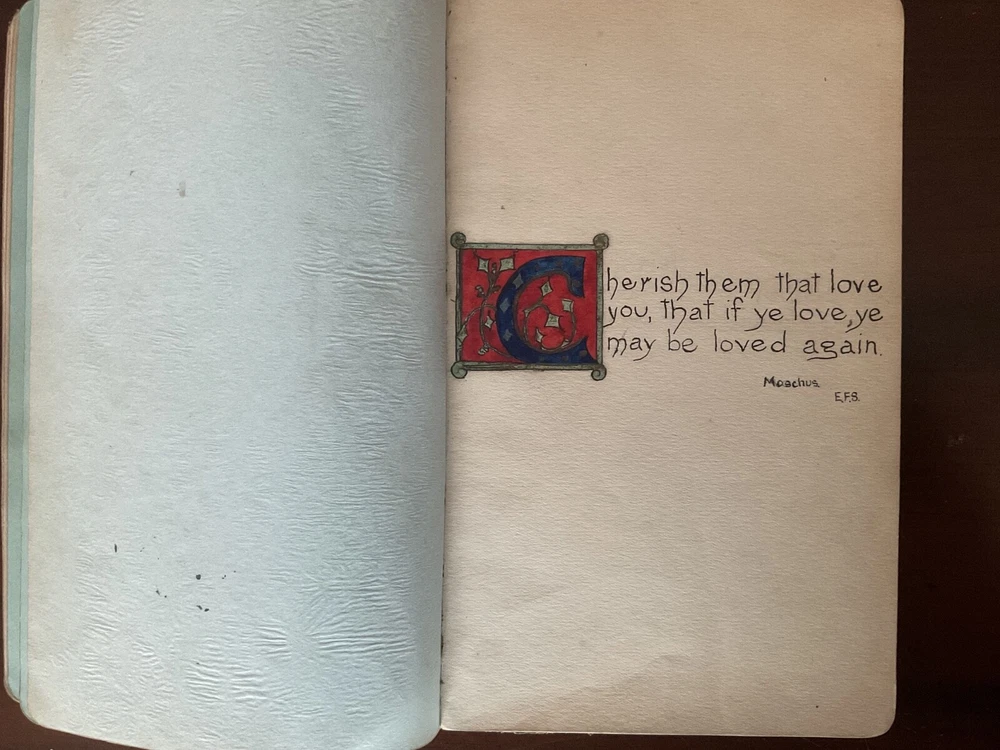 Cherish them that love
you, that if ye love, ye
may be loved again.
Moschus.
E.F.S.